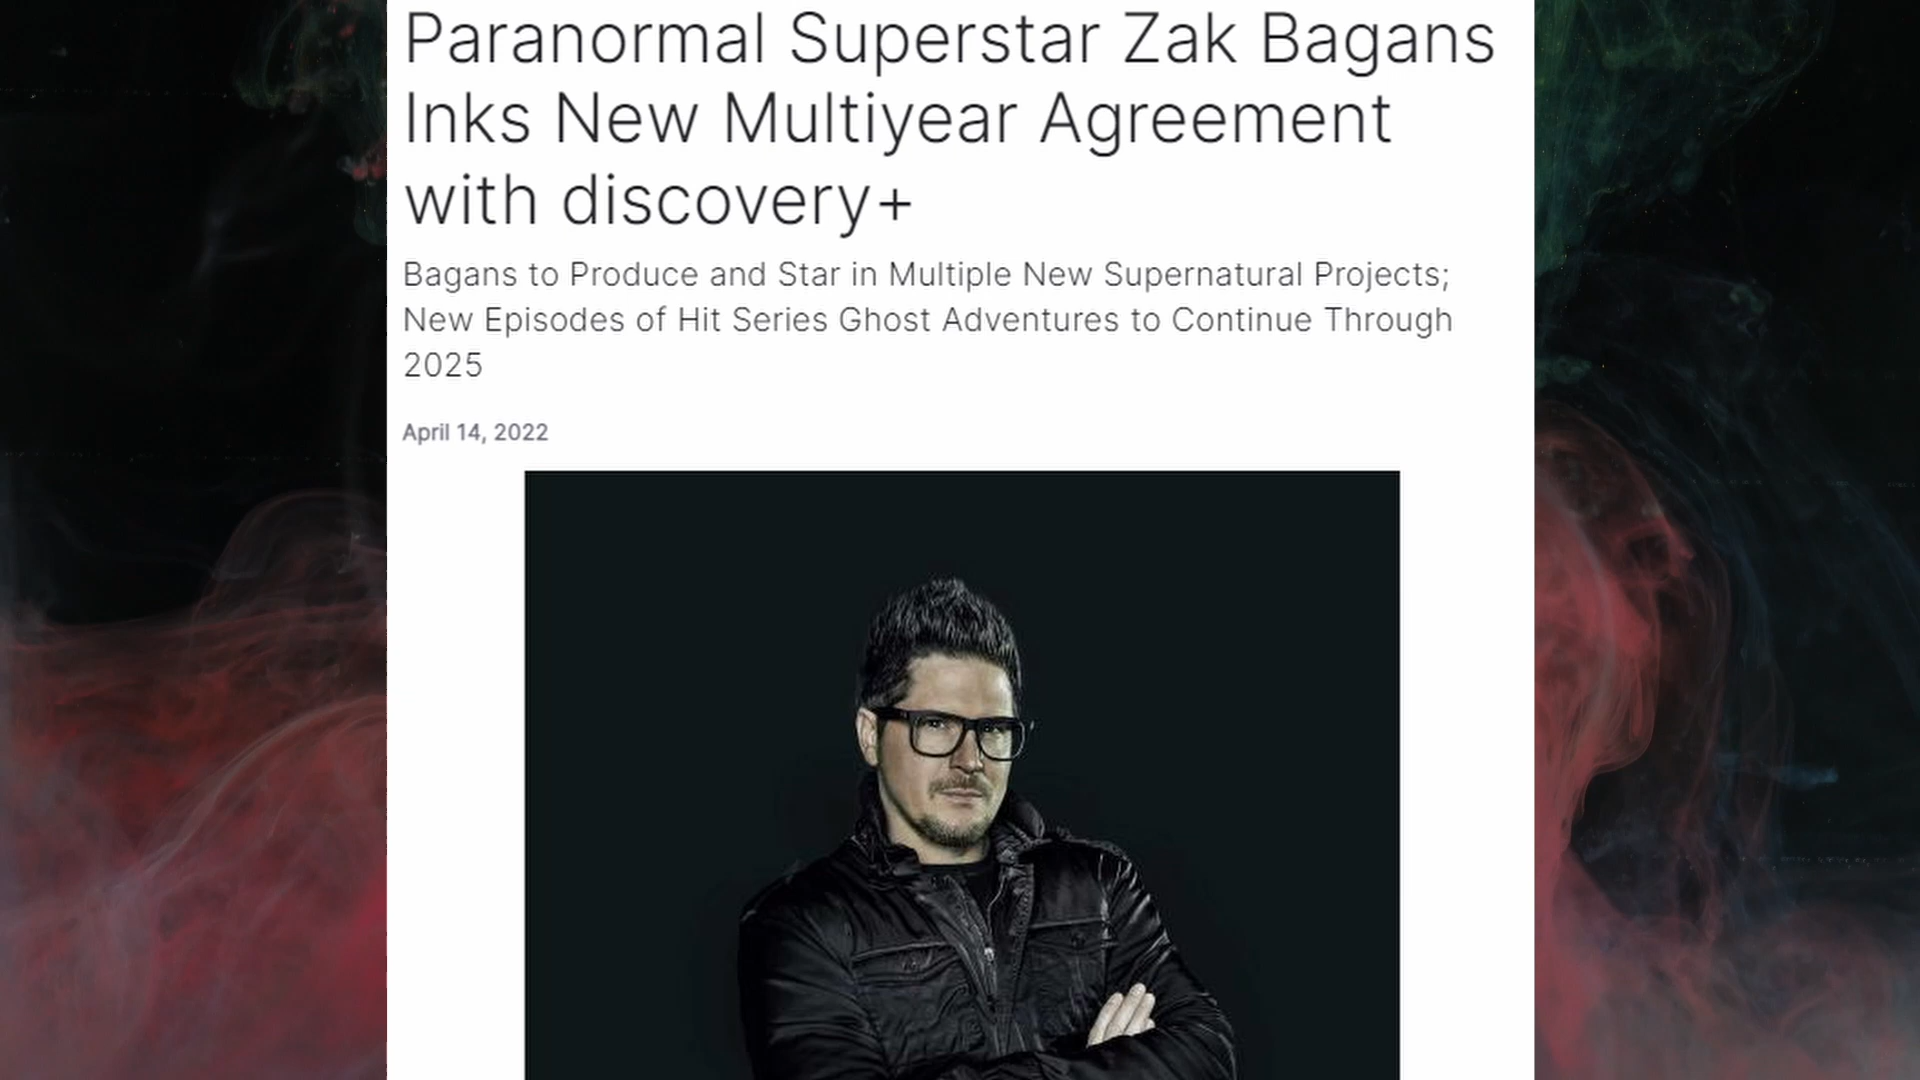 Paranormal Superstar Zak Bagans
Inks New Multiyear Agreement
with discovery+
Bagans to Produce and Star in Multiple New Supernatural Projects;
New Episodes of Hit Series Ghost Adventures to Continue Through
2025
April 14, 2022